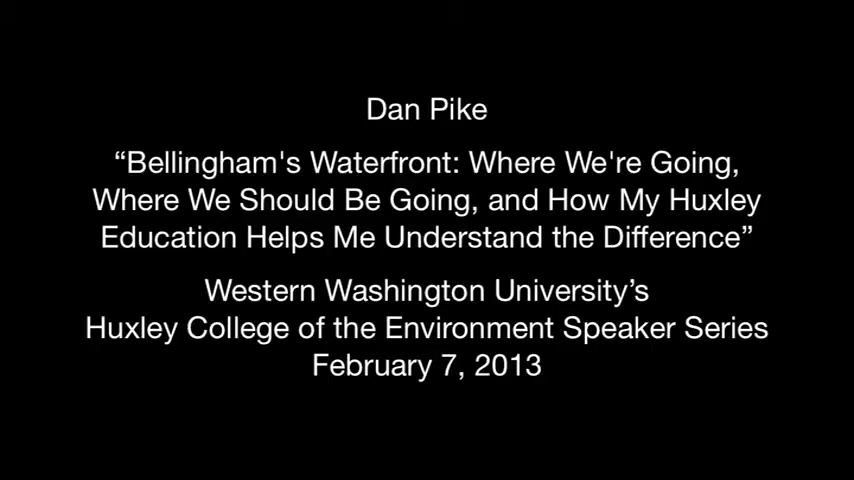 Dan Pike
“Bellingham's Waterfront: Where We're Going,
Where We Should Be Going, and How My Huxley
Education Helps Me Understand the Difference”
Western Washington University’s
Huxley College of the Environment Speaker Series
February 7, 2013